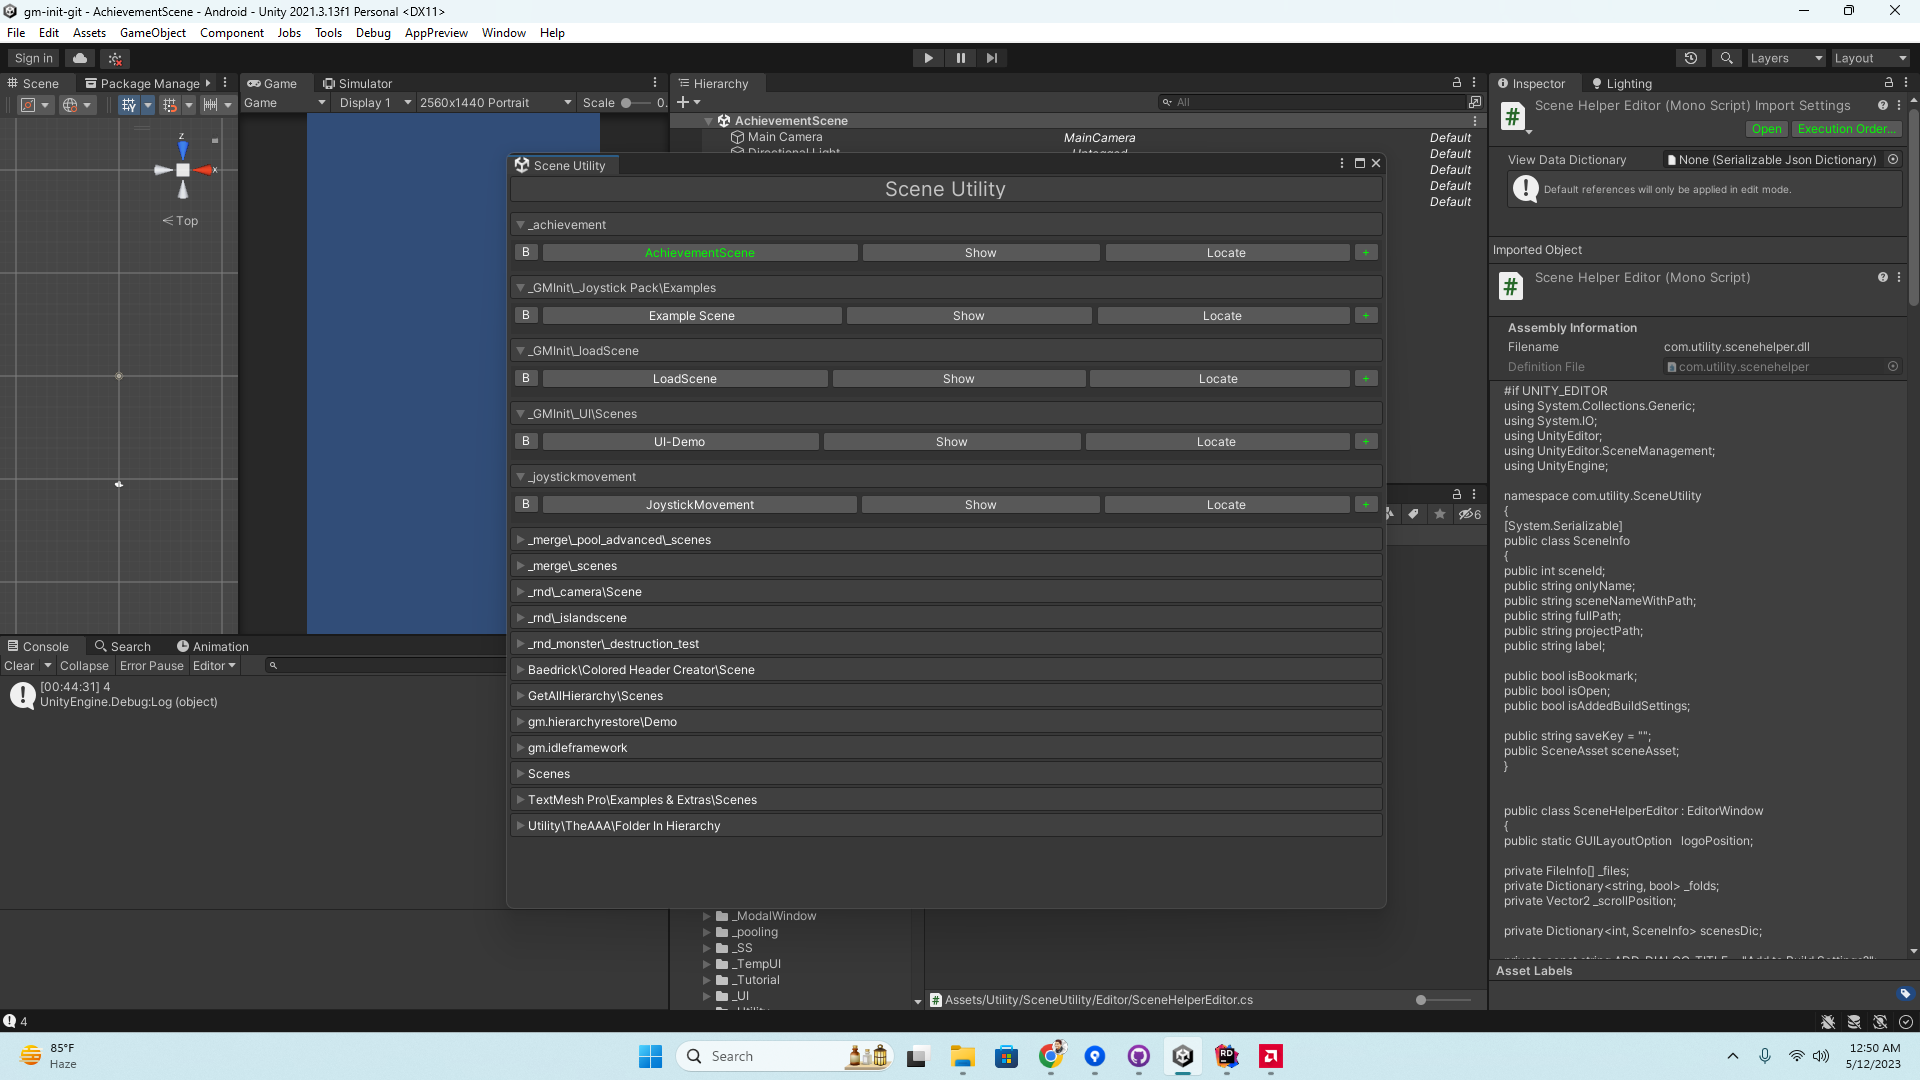 gm-init-git - AchievementScene - Android - Unity 2021.3.13f1 Personal <DX11>
File Edit Assets GameObject Component Jobs Tools Debug AppPreview Window Help
Sign in
Layers
Layout
Scene
Package Manage
Game
Simulator
Hierarchy
Inspector
Lighting
Game
Display 1
2560x1440 Portrait
Scale
0.
All
z
x
Top
AchievementScene
Main Camera MainCamera Default
Directional Light Untagged Default
Default
Default
Default
Scene Utility
Scene Utility
_achievement
B AchievementScene Show Locate +
_GMInit\_Joystick Pack\Examples
B Example Scene Show Locate +
_GMInit\_loadScene
B LoadScene Show Locate +
_GMInit\_UI\Scenes
B UI-Demo Show Locate +
_joystickmovement
B JoystickMovement Show Locate +
_merge\_pool_advanced\_scenes
_merge\_scenes
_rnd\_camera\Scene
_rnd\_islandscene
_rnd_monster\_destruction_test
Baedrick\Colored Header Creator\Scene
GetAllHierarchy\Scenes
gm.hierarchyrestore\Demo
gm.idleframework
Scenes
TextMesh Pro\Examples & Extras\Scenes
Utility\TheAAA\Folder In Hierarchy
6
Console
Search
Animation
Clear
Collapse
Error Pause
Editor
[00:44:31] 4
UnityEngine.Debug:Log (object)
_ModalWindow
_pooling
_SS
_TempUI
_Tutorial
_UI
_Utility
Assets/Utility/SceneUtility/Editor/SceneHelperEditor.cs
Scene Helper Editor (Mono Script) Import Settings
Open
Execution Order...
View Data Dictionary
None (Serializable Json Dictionary)
Default references will only be applied in edit mode.
Imported Object
Scene Helper Editor (Mono Script)
Assembly Information
Filename com.utility.scenehelper.dll
Definition File com.utility.scenehelper
#if UNITY_EDITOR
using System.Collections.Generic;
using System.IO;
using UnityEditor;
using UnityEditor.SceneManagement;
using UnityEngine;
namespace com.utility.SceneUtility
{
[System.Serializable]
public class SceneInfo
{
public int sceneId;
public string onlyName;
public string sceneNameWithPath;
public string fullPath;
public string projectPath;
public string label;
public bool isBookmark;
public bool isOpen;
public bool isAddedBuildSettings;
public string saveKey = "";
public SceneAsset sceneAsset;
}
public class SceneHelperEditor : EditorWindow
{
public static GUILayoutOption logoPosition;
private FileInfo[] _files;
private Dictionary<string, bool> _folds;
private Vector2 _scrollPosition;
private Dictionary<int, SceneInfo> scenesDic;
private const string ADD_DIALOG_TITLE = "Add to Build Settings?";
Asset Labels
4
85°F
Haze
Search
RD
12:50 AM
5/12/2023